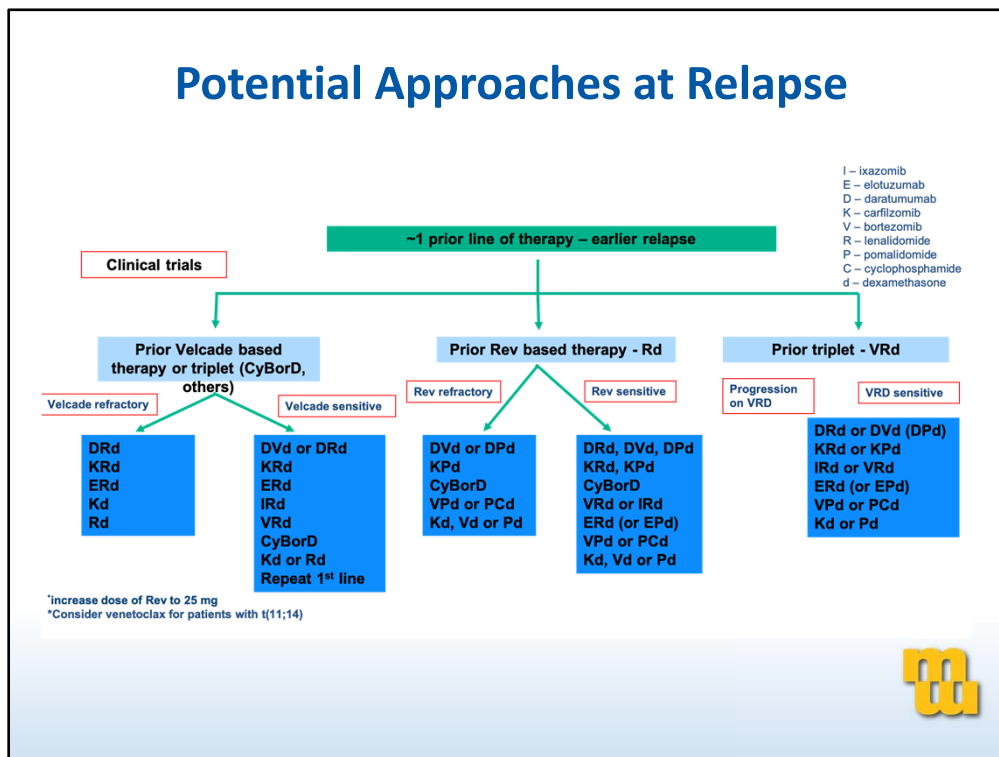 Potential Approaches at Relapse
I – ixazomib
E – elotuzumab
D – daratumumab
K – carfilzomib
V – bortezomib
R – lenalidomide
P – pomalidomide
C – cyclophosphamide
d – dexamethasone
~1 prior line of therapy – earlier relapse
Clinical trials
Prior Velcade based
therapy or triplet (CyBorD,
others)
Velcade refractory
Velcade sensitive
DRd
KRd
ERd
Kd
Rd
DVd or DRd
KRd
ERd
IRd
VRd
CyBorD
Kd or Rd
Repeat 1st line
Prior Rev based therapy - Rd
Rev refractory
Rev sensitive
DVd or DPd
KPd
CyBorD
VPd or PCd
Kd, Vd or Pd
DRd, DVd, DPd
KRd, KPd
CyBorD
VRd or IRd
ERd (or EPd)
VPd or PCd
Kd, Vd or Pd
Prior triplet - VRd
Progression
on VRD
VRD sensitive
DRd or DVd (DPd)
KRd or KPd
IRd or VRd
ERd (or EPd)
VPd or PCd
Kd or Pd
*increase dose of Rev to 25 mg
*Consider venetoclax for patients with t(11;14)